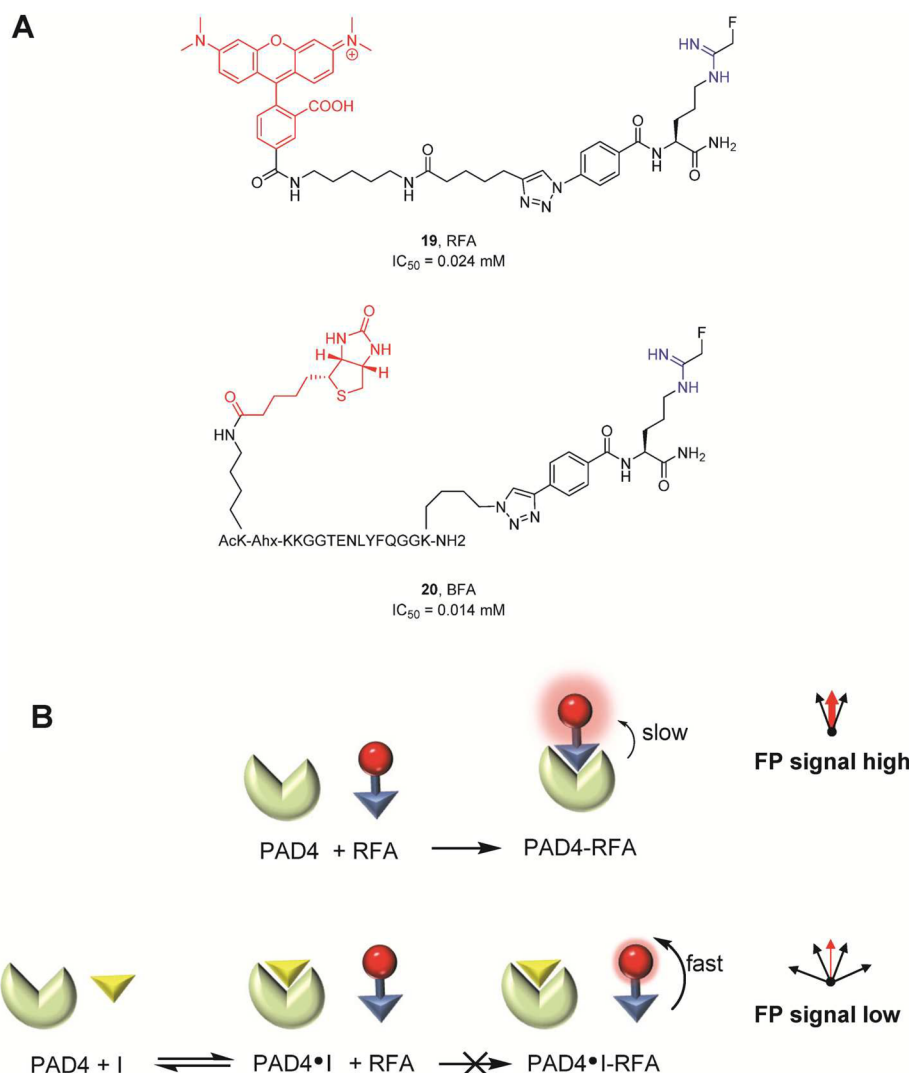 A
N
O
N
⊕
COOH
O
N
H
N
H
O
N
N=N
O
N
H
O
NH2
HN
NH
F
19, RFA
IC50 = 0.024 mM
O
HN
NH
H
H
S
O
HN
AcK-Ahx-KKGGTENLYFQGGK-NH2
N
N=N
O
N
H
O
NH2
HN
NH
F
20, BFA
IC50 = 0.014 mM
B
slow
FP signal high
PAD4 + RFA
PAD4-RFA
fast
FP signal low
PAD4 + I
PAD4•I + RFA
PAD4•I-RFA